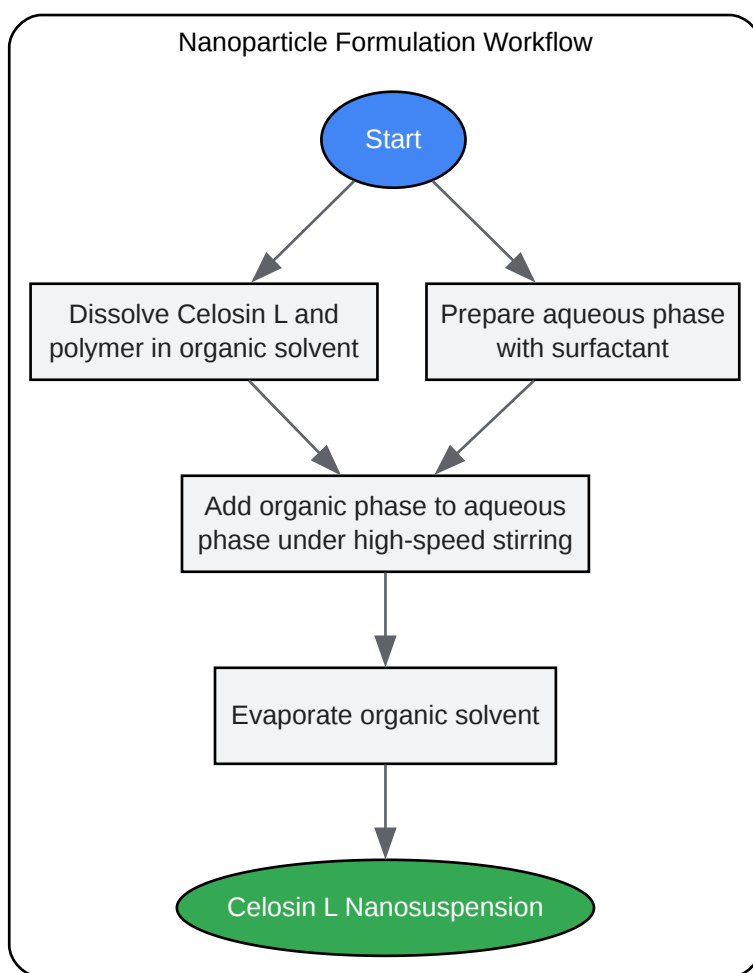 Nanoparticle Formulation Workflow
Start
Dissolve Celosin L and
polymer in organic solvent
Prepare aqueous phase
with surfactant
Add organic phase to aqueous
phase under high-speed stirring
Evaporate organic solvent
Celosin L Nanosuspension